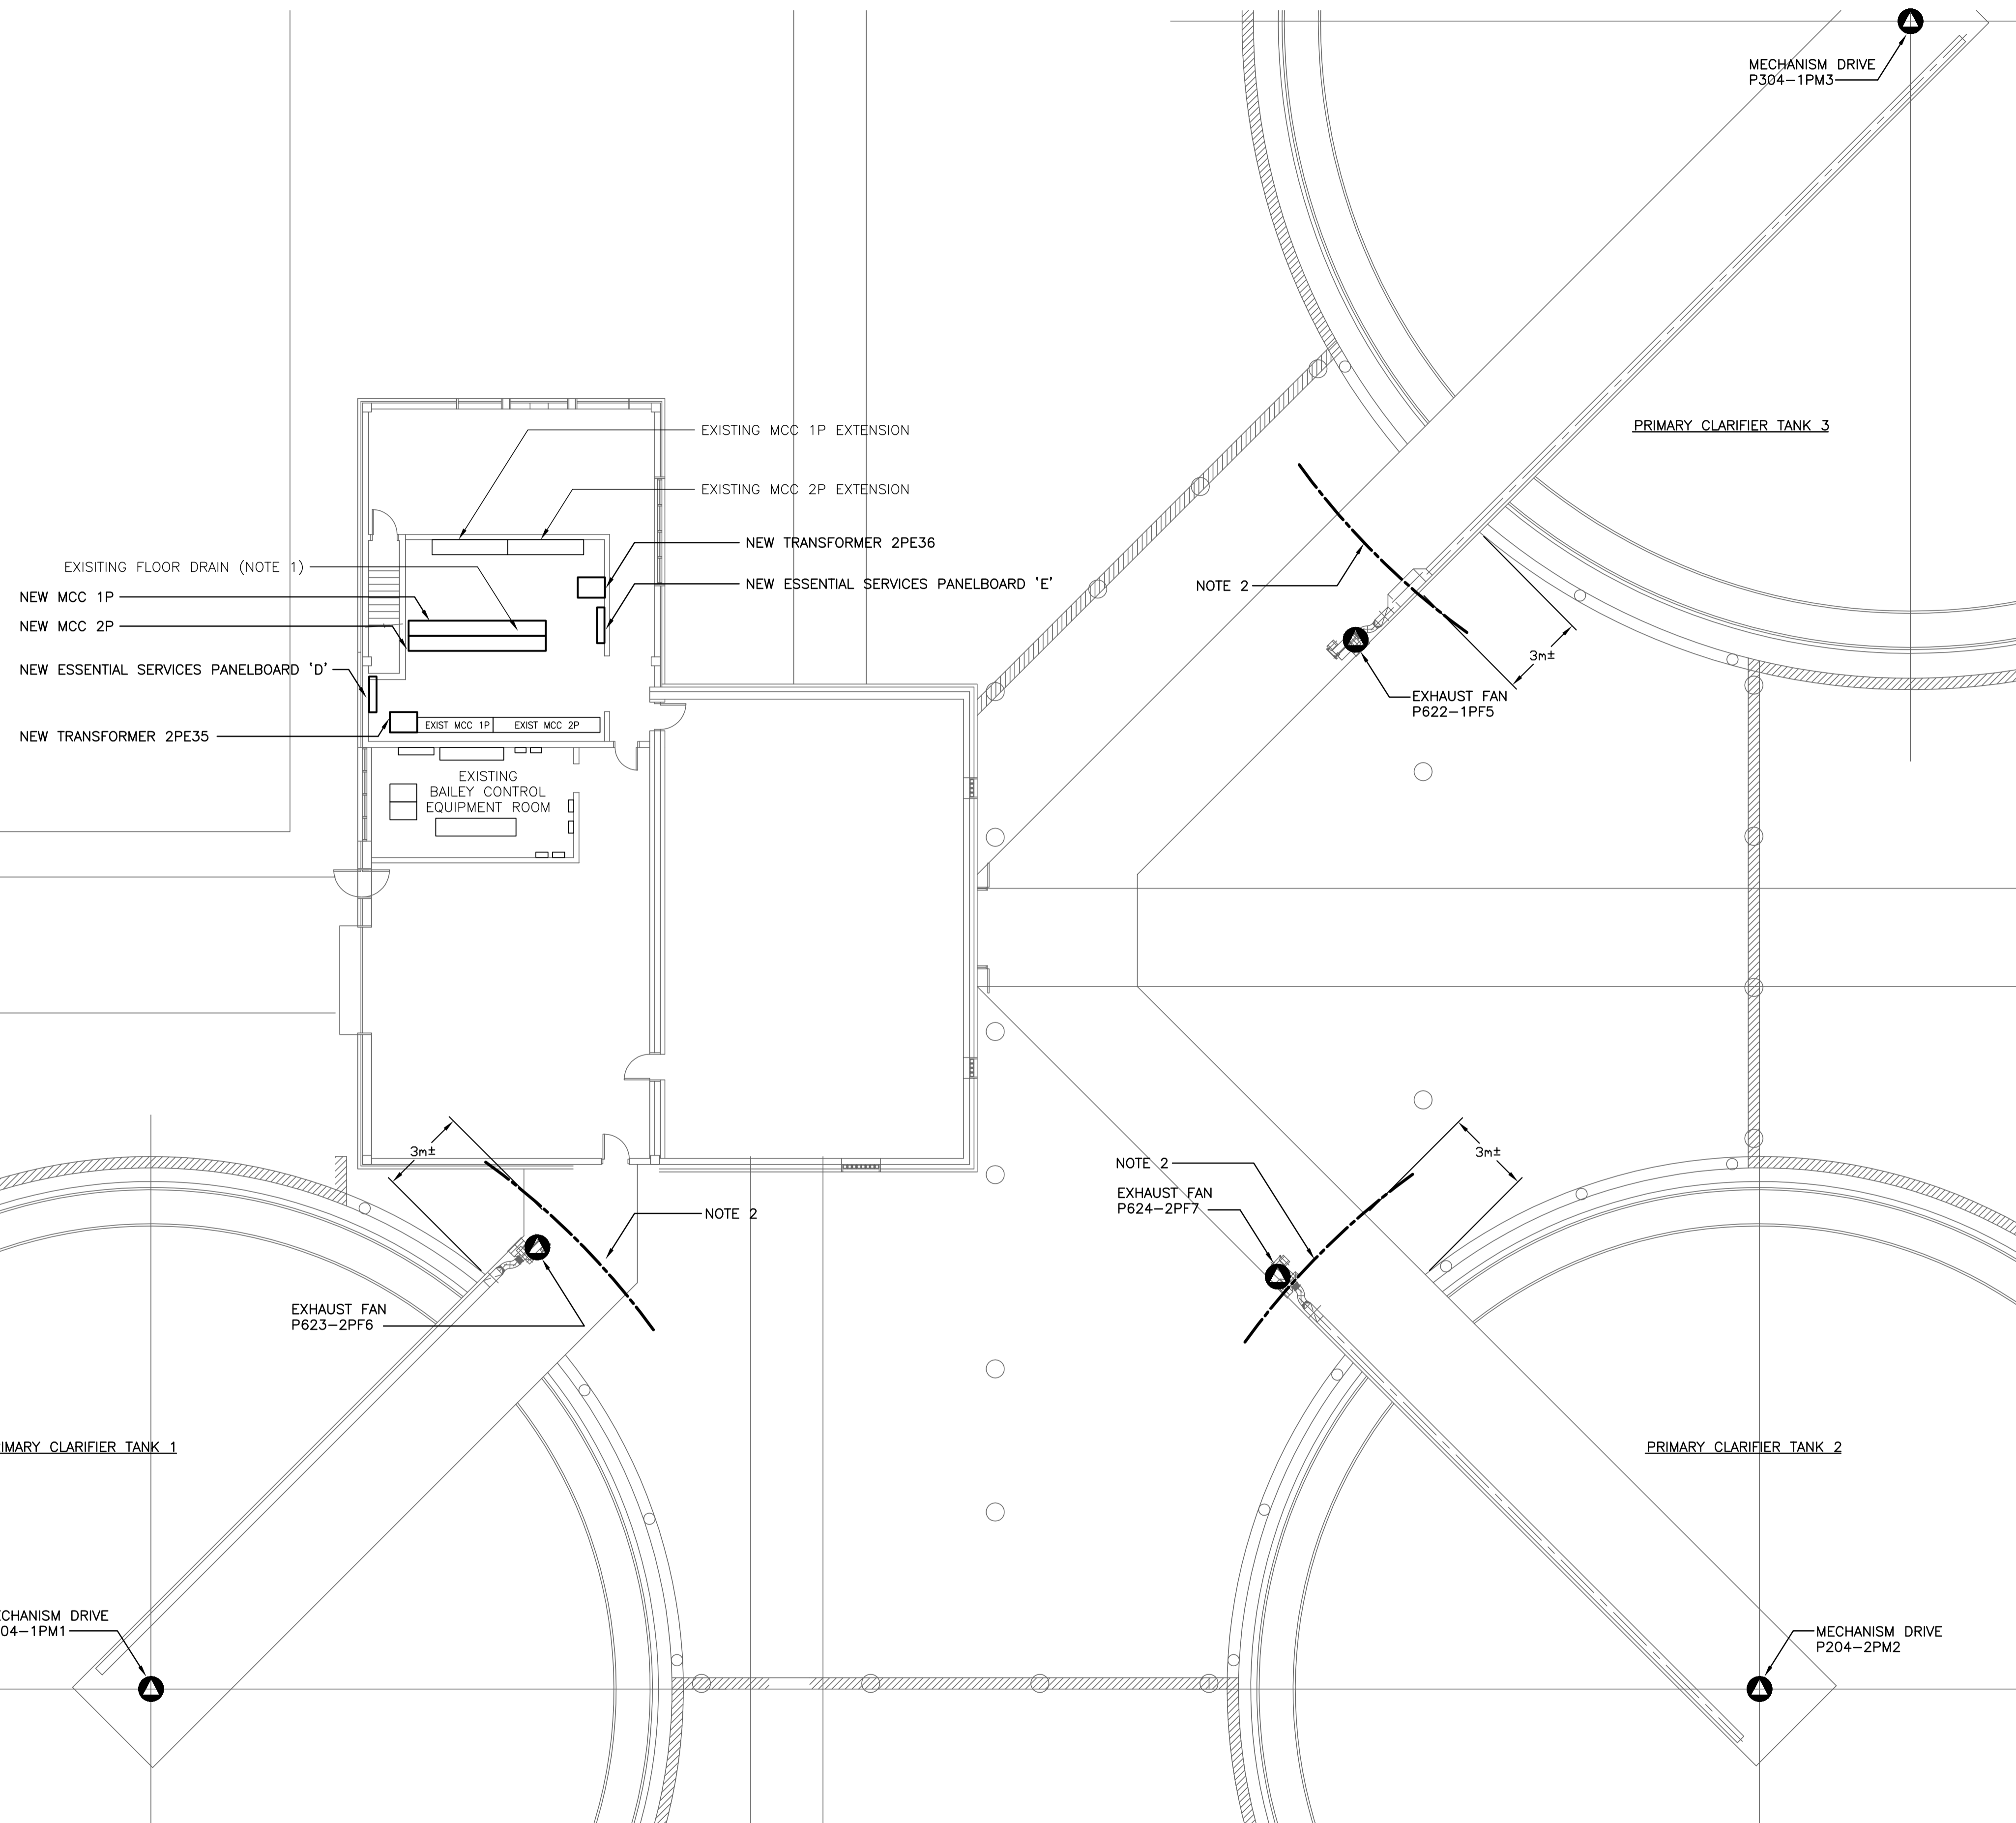 MECHANISM DRIVE
P304-1PM3
PRIMARY CLARIFIER TANK 3
EXISTING MCC 1P EXTENSION
EXISTING MCC 2P EXTENSION
NEW TRANSFORMER 2PE36
EXISITING FLOOR DRAIN (NOTE 1)
NEW ESSENTIAL SERVICES PANELBOARD 'E'
NOTE 2
NEW MCC 1P
NEW MCC 2P
3m±
NEW ESSENTIAL SERVICES PANELBOARD 'D'
EXHAUST FAN
P622-1PF5
EXIST MCC 1P
EXIST MCC 2P
NEW TRANSFORMER 2PE35
EXISTING
BAILEY CONTROL
EQUIPMENT ROOM
3m±
3m±
NOTE 2
EXHAUST FAN
P624-2PF7
NOTE 2
EXHAUST FAN
P623-2PF6
IMARY CLARIFIER TANK 1
PRIMARY CLARIFIER TANK 2
CHANISM DRIVE
04-1PM1
MECHANISM DRIVE
P204-2PM2